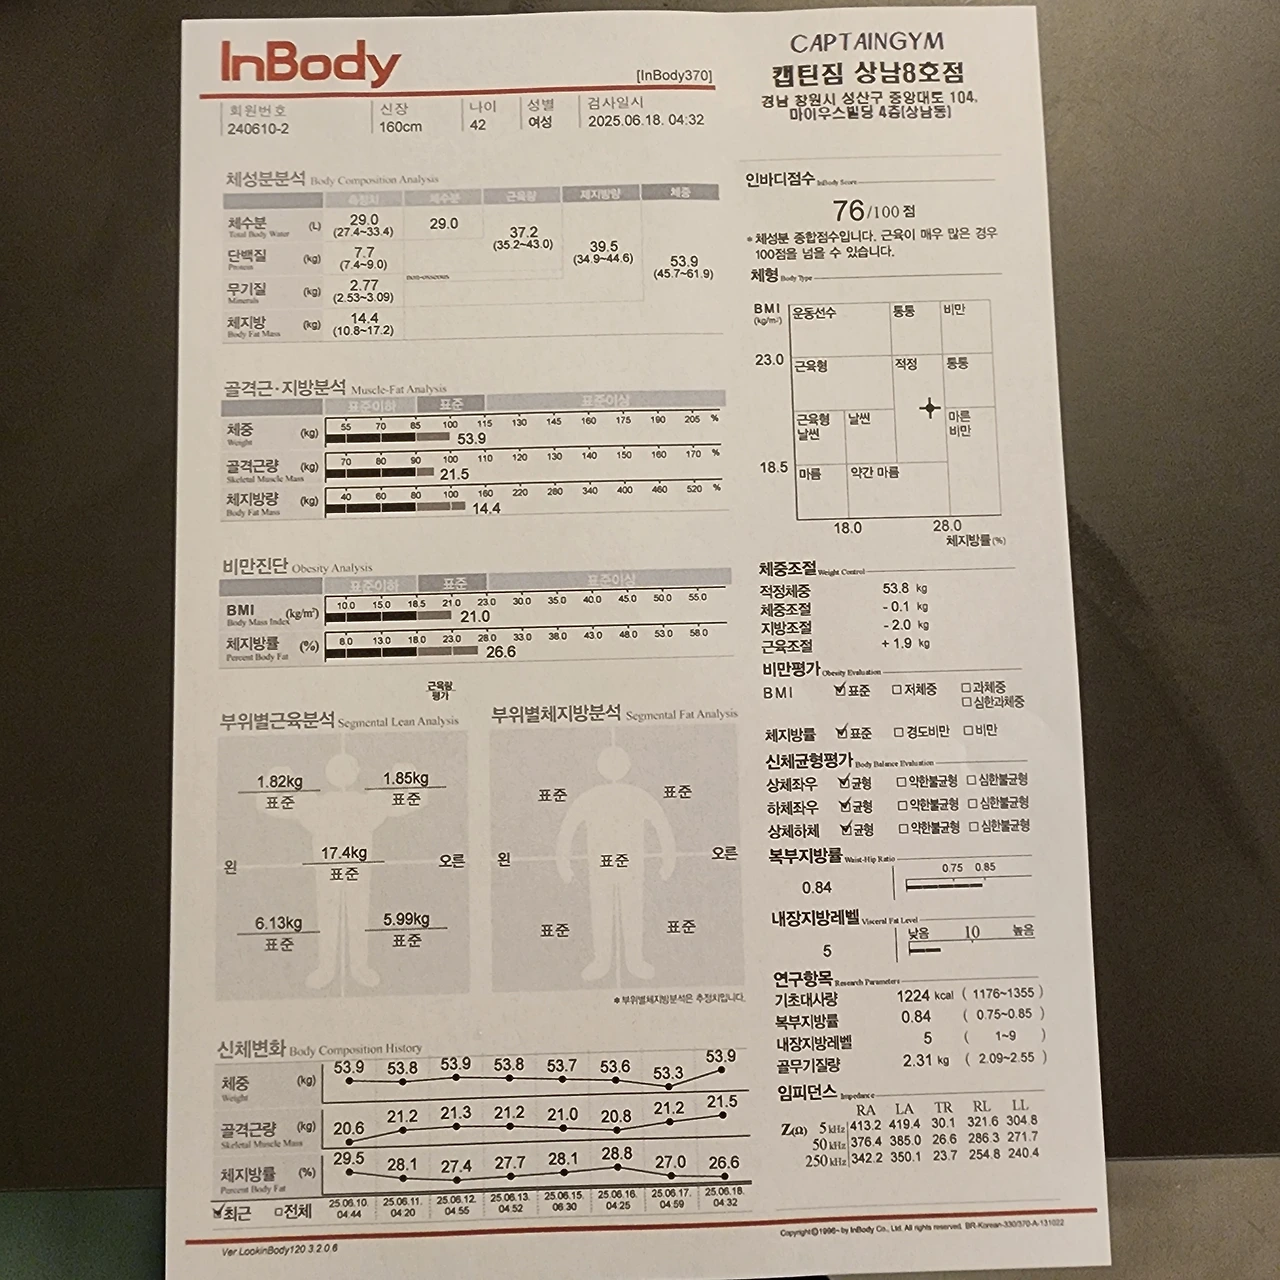 InBody
[InBody370]
CAPTAINGYM
캡틴짐 상남8호점
경남 창원시 성산구 중앙대로 104,
마이우스빌딩 4층(상남동)
회원번호 신장 나이 성별 검사일시
240610-2 160cm 42 여성 2025.06.18. 04:32
체성분분석 Body Composition Analysis
측정치 체수분 근육량 제지방량 체중
체수분 Total Body Water (L) 29.0 (27.4~33.4) 29.0 37.2 (35.2~43.0) 39.5 (34.9~44.6) 53.9 (45.7~61.9)
단백질 Protein (kg) 7.7 (7.4~9.0)
non-osseous
무기질 Minerals (kg) 2.77 (2.53~3.09)
체지방 Body Fat Mass (kg) 14.4 (10.8~17.2)
골격근·지방분석 Muscle-Fat Analysis
표준이하 표준 표준이상
체중 Weight (kg) 55 70 85 100 115 130 145 160 175 190 205 %
53.9
골격근량 Skeletal Muscle Mass (kg) 70 80 90 100 110 120 130 140 150 160 170 %
21.5
체지방량 Body Fat Mass (kg) 40 60 80 100 160 220 280 340 400 460 520 %
14.4
비만진단 Obesity Analysis
표준이하 표준 표준이상
BMI Body Mass Index (kg/m²) 10.0 15.0 18.5 21.0 23.0 30.0 35.0 40.0 45.0 50.0 55.0
21.0
체지방률 Percent Body Fat (%) 8.0 13.0 18.0 23.0 28.0 33.0 38.0 43.0 48.0 53.0 58.0
26.6
근육량
평가
부위별근육분석 Segmental Lean Analysis
1.82kg 표준
1.85kg 표준
17.4kg 표준
왼 오른
6.13kg 표준
5.99kg 표준
부위별체지방분석 Segmental Fat Analysis
표준 표준
왼 표준 오른
표준 표준
* 부위별체지방분석은 추정치입니다.
신체변화 Body Composition History
체중 Weight (kg) 53.9 53.8 53.9 53.8 53.7 53.6 53.3 53.9
골격근량 Skeletal Muscle Mass (kg) 20.6 21.2 21.3 21.2 21.0 20.8 21.2 21.5
체지방률 Percent Body Fat (%) 29.5 28.1 27.4 27.7 28.1 28.8 27.0 26.6
최근 전체
25.06.10. 25.06.11. 25.06.12. 25.06.13. 25.06.15. 25.06.16. 25.06.17. 25.06.18.
04:44 04:20 04:55 04:52 06:30 04:25 04:59 04:32
인바디점수 InBody Score
76/100 점
* 체성분 종합점수입니다. 근육이 매우 많은 경우
100점을 넘을 수 있습니다.
체형 Body Type
BMI (kg/m²)
운동선수 통통 비만
23.0
근육형 적정 통통
근육형 날씬 날씬 마른 비만
18.5
마름 약간 마름
18.0 28.0
체지방률 (%)
체중조절 Weight Control
적정체중 53.8 kg
체중조절 - 0.1 kg
지방조절 - 2.0 kg
근육조절 + 1.9 kg
비만평가 Obesity Evaluation
BMI 표준 저체중 과체중
심한과체중
체지방률 표준 경도비만 비만
신체균형평가 Body Balance Evaluation
상체좌우 균형 약한불균형 심한불균형
하체좌우 균형 약한불균형 심한불균형
상체하체 균형 약한불균형 심한불균형
복부지방률 Waist-Hip Ratio
0.75 0.85
0.84
내장지방레벨 Visceral Fat Level
낮음 10 높음
5
연구항목 Research Parameters
기초대사량 1224 kcal ( 1176~1355 )
복부지방률 0.84 ( 0.75~0.85 )
내장지방레벨 5 ( 1~9 )
골무기질량 2.31 kg ( 2.09~2.55 )
임피던스 Impedance
RA LA TR RL LL
Z(Ω) 5 kHz 413.2 419.4 30.1 321.6 304.8
50 kHz 376.4 385.0 26.6 286.3 271.7
250 kHz 342.2 350.1 23.7 254.8 240.4
Ver LookinBody120 3.2.0.6
Copyright©1996~ by InBody Co., Ltd. All rights reserved. BR-Korean-330/370-A-131022